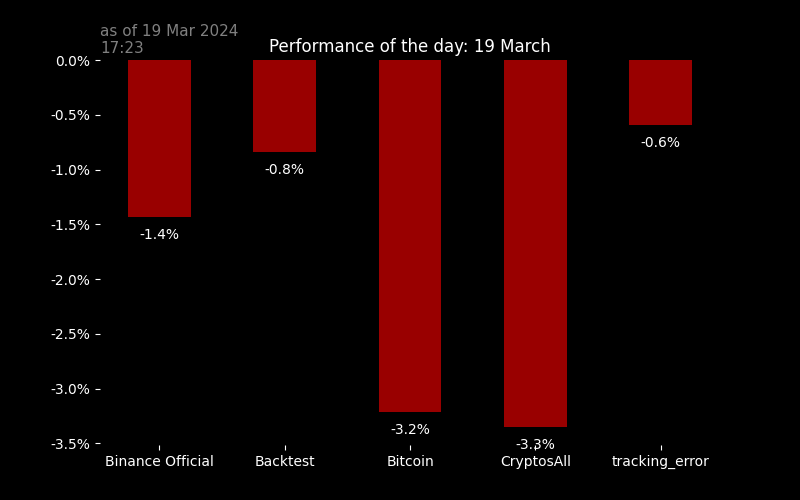 as of 19 Mar 2024
17:23
Performance of the day: 19 March
0.0%
-0.5%
-1.0%
-1.5%
-2.0%
-2.5%
-3.0%
-3.5%
-1.4%
-0.8%
-3.2%
-3.3%
-0.6%
Binance Official
Backtest
Bitcoin
CryptosAll
tracking_error